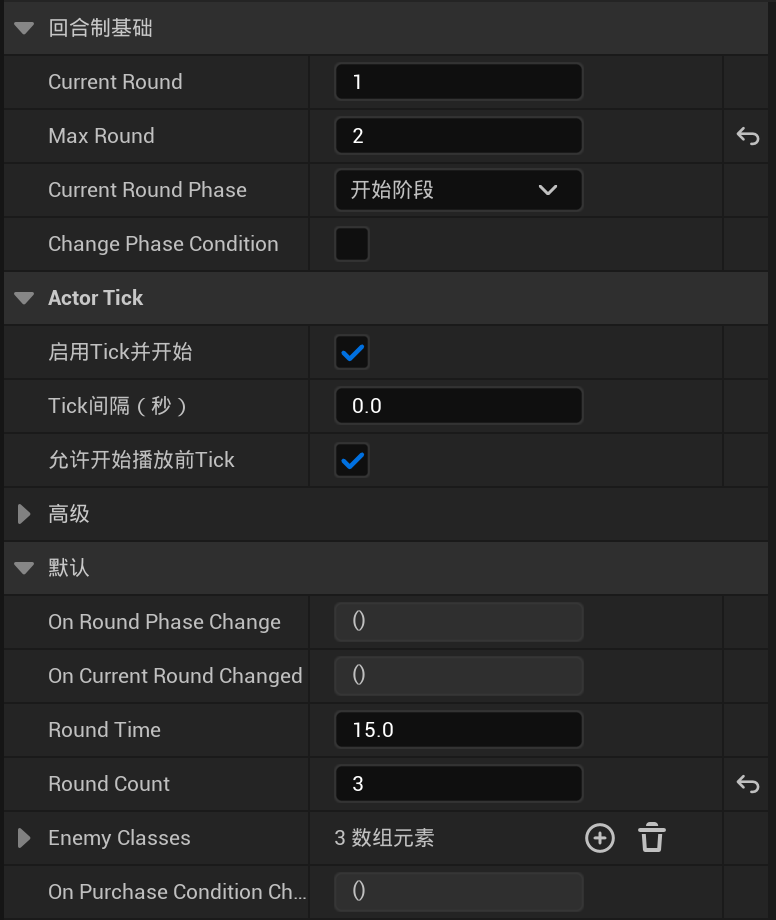 回合制基础
Current Round 1
Max Round 2
Current Round Phase 开始阶段
Change Phase Condition
Actor Tick
启用Tick并开始
Tick间隔（秒） 0.0
允许开始播放前Tick
高级
默认
On Round Phase Change ()
On Current Round Changed ()
Round Time 15.0
Round Count 3
Enemy Classes 3 数组元素
On Purchase Condition Ch... ()